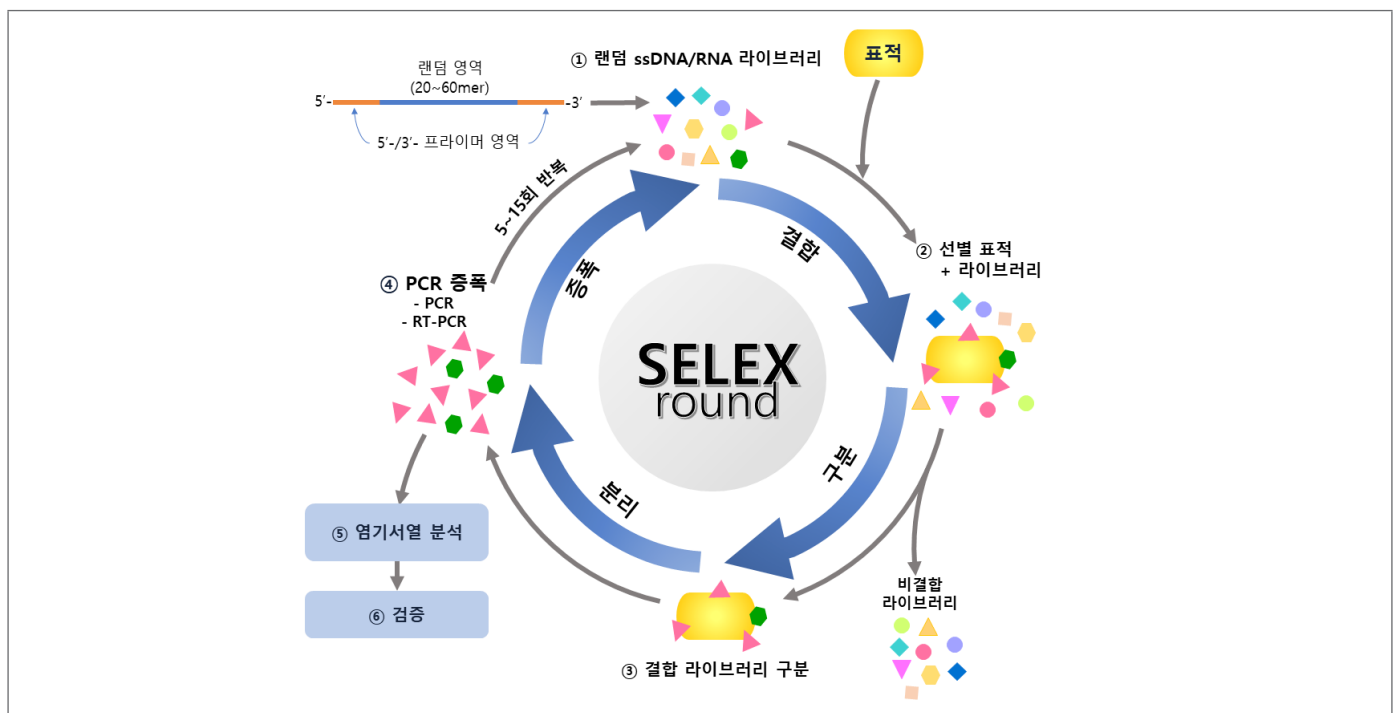 랜덤 영역
(20~60mer)
5'-
-3'
5'-/3'- 프라이머 영역
① 랜덤 ssDNA/RNA 라이브러리
표적
5~15회 반복
결합
② 선별 표적
+ 라이브러리
증폭
④ PCR 증폭
- PCR
- RT-PCR
SELEX
round
구분
분리
⑤ 염기서열 분석
⑥ 검증
비결합
라이브러리
③ 결합 라이브러리 구분